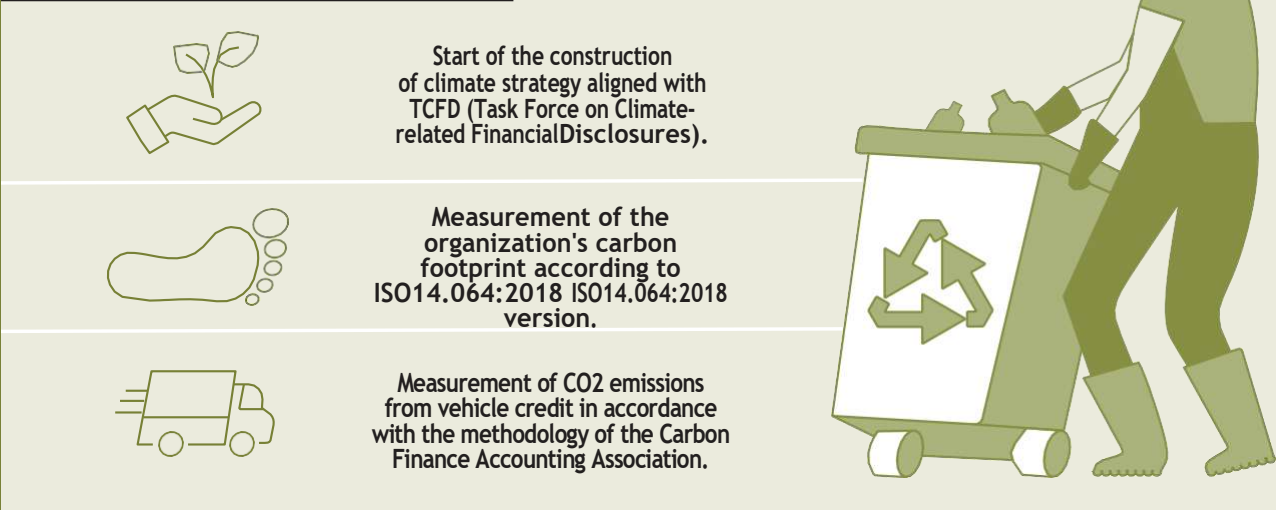 Start of the construction
of climate strategy aligned with
TCFD (Task Force on Climate-
related FinancialDisclosures).
Measurement of the
organization's carbon
footprint according to
ISO14.064:2018 ISO14.064:2018
version.
Measurement of CO2 emissions
from vehicle credit in accordance
with the methodology of the Carbon
Finance Accounting Association.